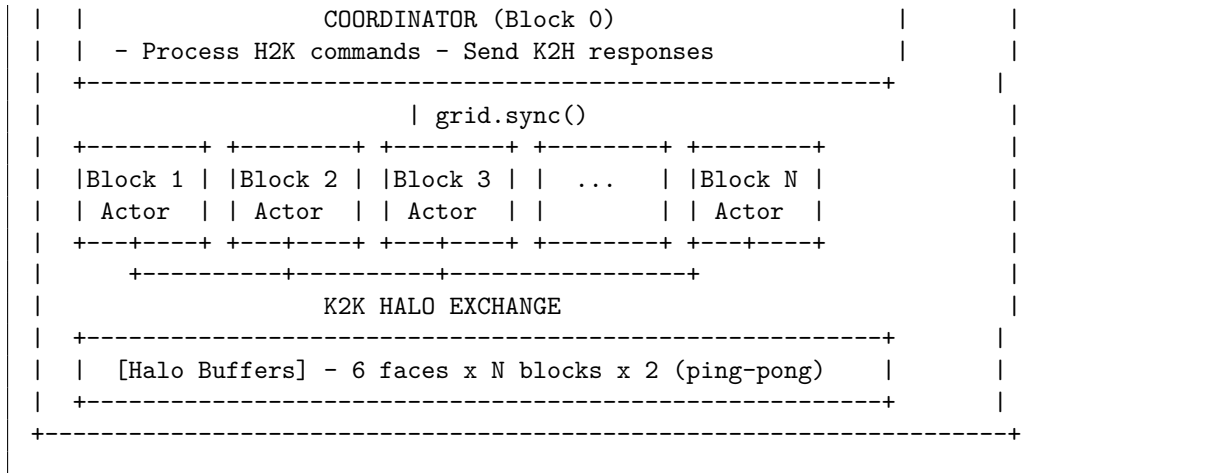 | | COORDINATOR (Block 0) | |
| | - Process H2K commands - Send K2H responses | |
| +------------------------------------------------------+ |
| | grid.sync() |
| +--------+ +--------+ +--------+ +--------+ +--------+ |
| |Block 1 | |Block 2 | |Block 3 | | ... | |Block N | |
| | Actor | | Actor | | Actor | | | | Actor | |
| +---+----+ +---+----+ +---+----+ +--------+ +---+----+ |
| +----------+----------+-----------------+ |
| K2K HALO EXCHANGE |
| +------------------------------------------------------+ |
| | [Halo Buffers] - 6 faces x N blocks x 2 (ping-pong) | |
| +------------------------------------------------------+ |
+-----------------------------------------------------------------+